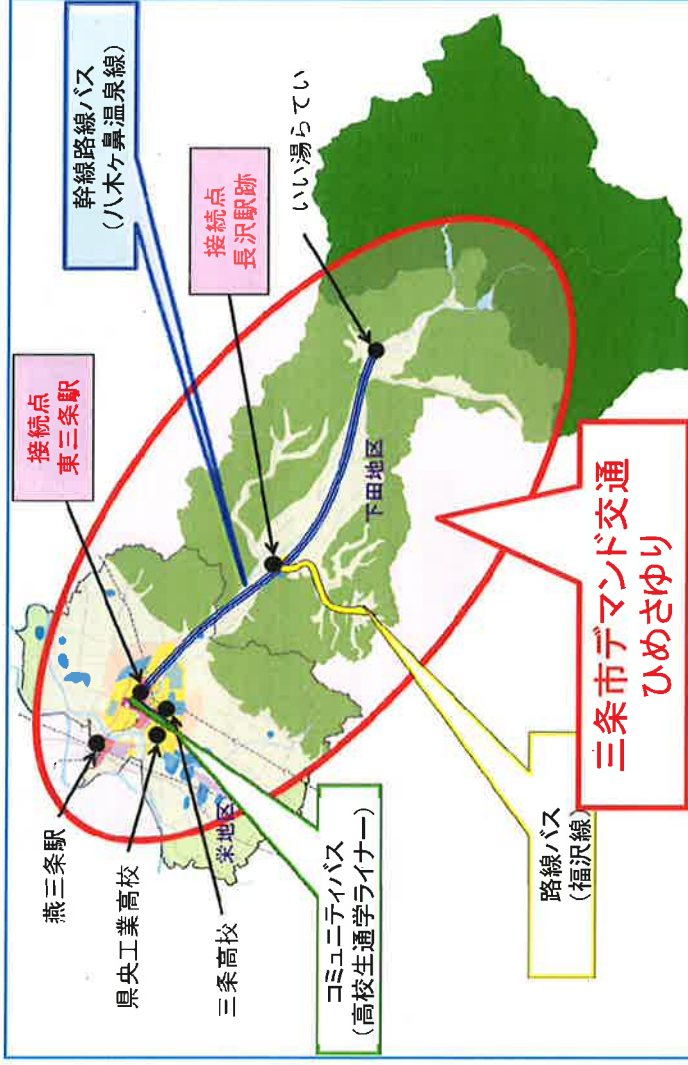 幹線路線バス
(八木ヶ鼻温泉線)
接続点
東三条駅
接続点
長沢駅跡
いい湯らてい
燕三条駅
県央工業高校
三条高校
栄地区
下田地区
コミュニティバス
(高校生通学ライナー)
路線バス
(福沢線)
三条市デマンド交通
ひめさゆり